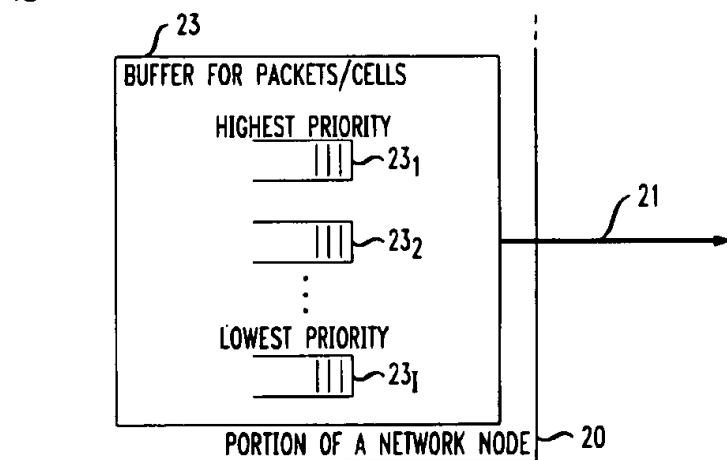 23
BUFFER FOR PACKETS/CELLS
HIGHEST PRIORITY
23₁
21
23₂
LOWEST PRIORITY
23I
PORTION OF A NETWORK NODE 20